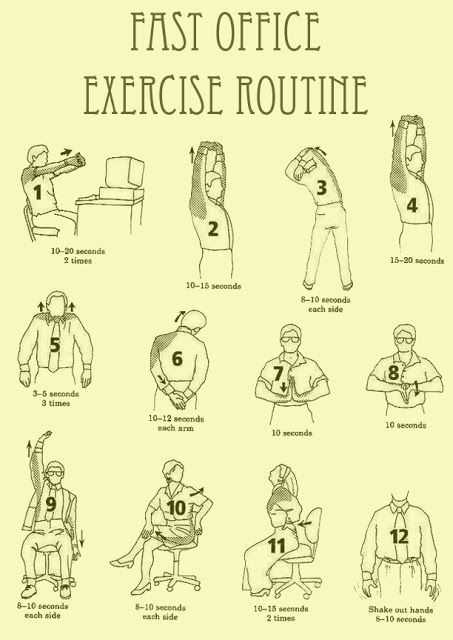 FAST OFFICE
EXERCISE ROUTINE
1
10–20 seconds
2 times
2
10–15 seconds
3
8–10 seconds
each side
4
15–20 seconds
5
3–5 seconds
3 times
6
10–12 seconds
each arm
7
10 seconds
8
10 seconds
9
8–10 seconds
each side
10
8–10 seconds
each side
11
10–15 seconds
2 times
12
Shake out hands
8–10 seconds